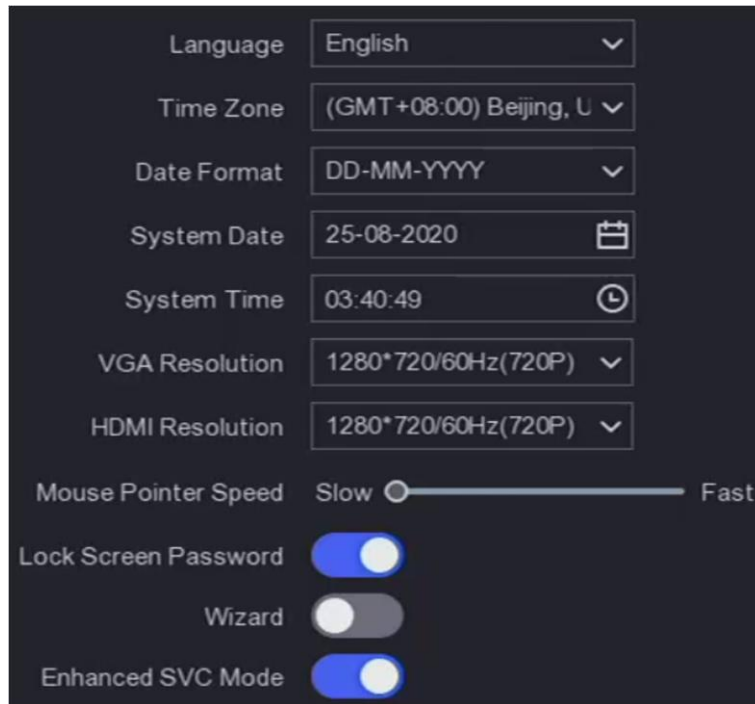 Language English
Time Zone (GMT+08:00) Beijing, U
Date Format DD-MM-YYYY
System Date 25-08-2020
System Time 03:40:49
VGA Resolution 1280*720/60Hz(720P)
HDMI Resolution 1280*720/60Hz(720P)
Mouse Pointer Speed Slow Fast
Lock Screen Password
Wizard
Enhanced SVC Mode